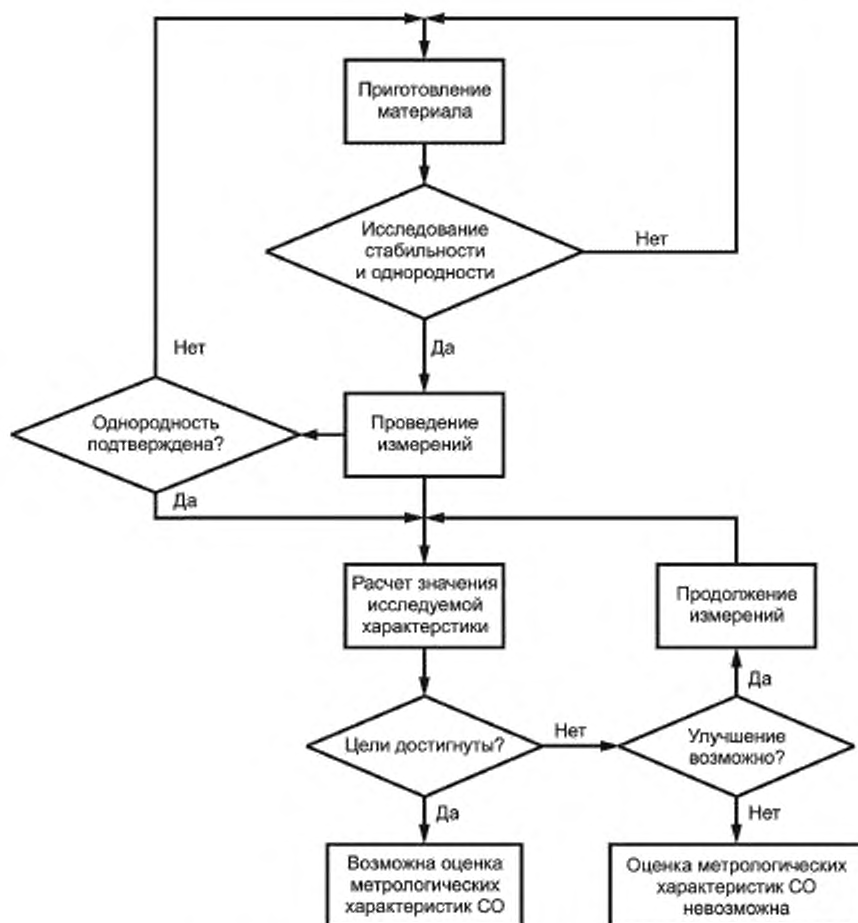 Приготовление
материала
Исследование
стабильности
и однородности
Нет
Да
Нет
Однородность
подтверждена?
Проведение
измерений
Да
Расчет значения
исследуемой
характерстики
Продолжение
измерений
Да
Цели достигнуты?
Нет
Улучшение
возможно?
Да
Нет
Возможна оценка
метрологических
характеристик СО
Оценка метрологических
характеристик СО
невозможна